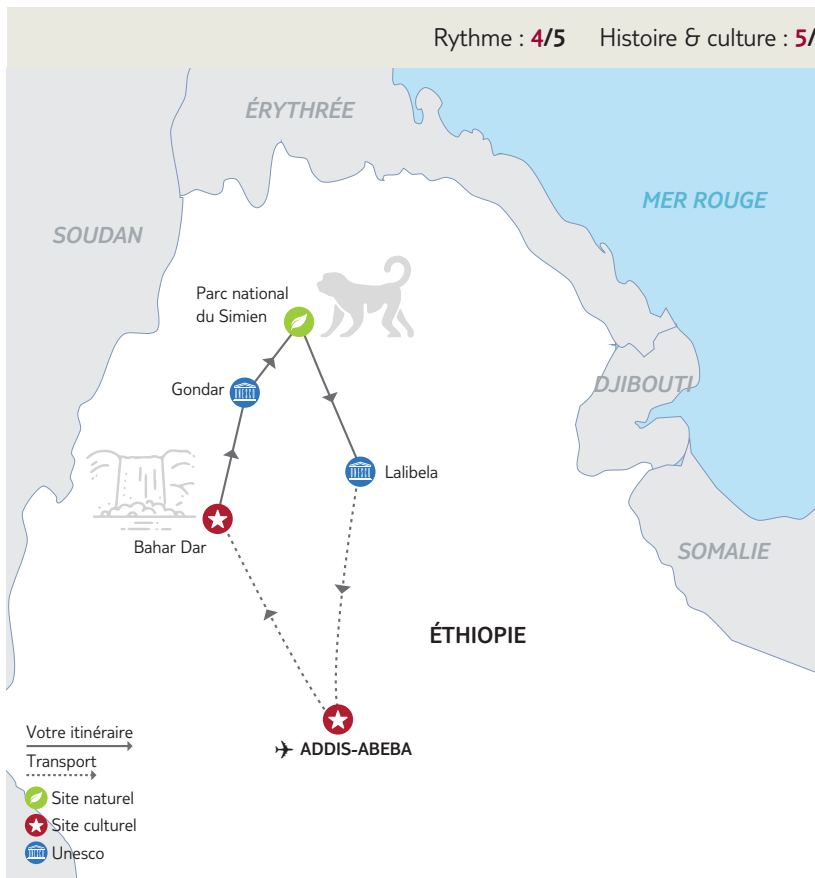 Rythme : 4/5 Histoire & culture : 5/
ÉRYTHRÉE
MER ROUGE
SOUDAN
Parc national
du Simien
DJIBOUTI
Gondar
Lalibela
Bahar Dar
SOMALIE
ÉTHIOPIE
Votre itinéraire
ADDIS-ABEBA
Transport
Site naturel
Site culturel
Unesco